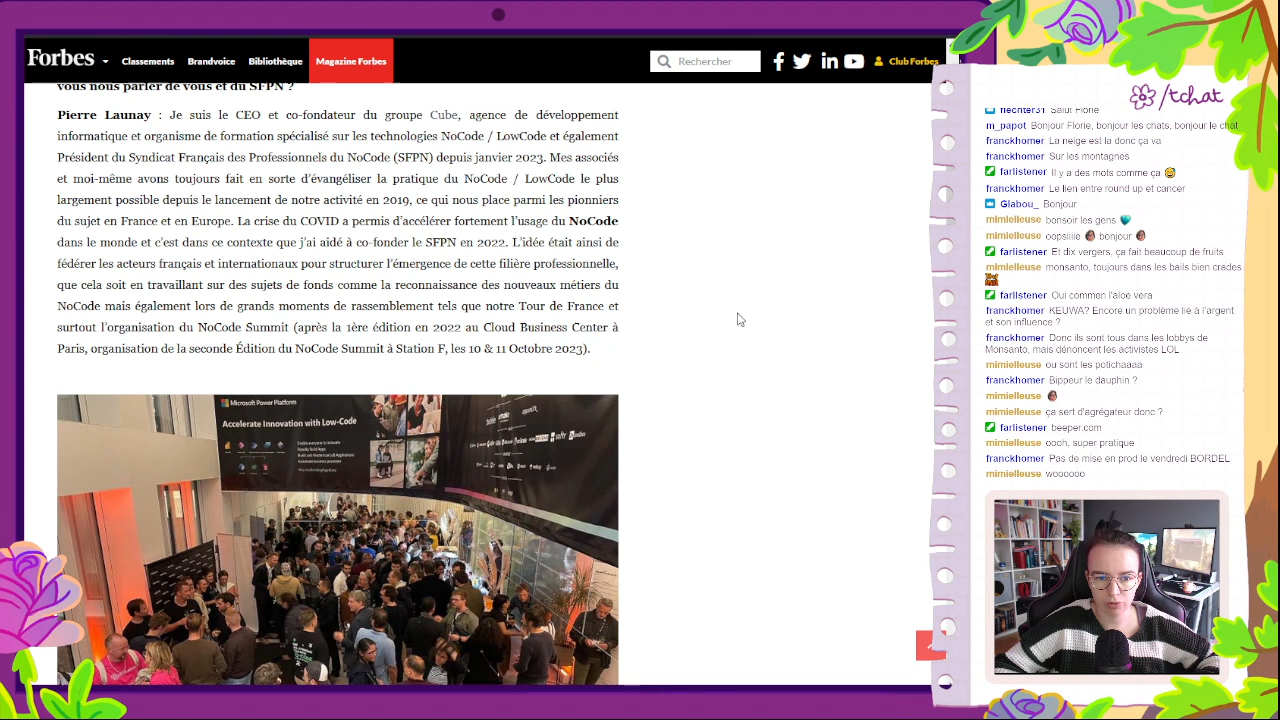 Forbes
Classements
Brandvoice
Bibliothèque
Magazine Forbes
Rechercher
Club Forbes
vous nous parler de vous et du SFPN ?
Pierre Launay : Je suis le CEO et co-fondateur du groupe Cube, agence de développement
informatique et organisme de formation spécialisé sur les technologies NoCode / LowCode et également
Président du Syndicat Français des Professionnels du NoCode (SFPN) depuis janvier 2023. Mes associés
et moi-même avons toujours fait en sorte d'évangéliser la pratique du NoCode / LowCode le plus
largement possible depuis le lancement de notre activité en 2019, ce qui nous place parmi les pionniers
du sujet en France et en Europe. La crise du COVID a permis d'accélérer fortement l'usage du NoCode
dans le monde et c'est dans ce contexte que j'ai aidé à co-fonder le SFPN en 2022. L'idée était ainsi de
fédérer les acteurs français et internationaux pour structurer l'émergence de cette filière professionnelle,
que cela soit en travaillant sur des sujets de fonds comme la reconnaissance des nouveaux métiers du
NoCode mais également lors de grands moments de rassemblement tels que notre Tour de France et
surtout l'organisation du NoCode Summit (après la 1ère édition en 2022 au Cloud Business Center à
Paris, organisation de la seconde Édition du NoCode Summit à Station F, les 10 & 11 Octobre 2023).
Microsoft Power Platform
Accelerate Innovation with Low-Code
/tchat
flechter31 Salut Florie
m_papot Bonjour Florie, bonjour les chats, bonjour le chat
franckhomer La neige est la donc ça va
franckhomer Sur les montagnes
farlistener Il y a des mots comme ça
franckhomer Le lien entre round up et cancer
Glabou_ Bonjour
mimielleuse bonsoir les gens
mimielleuse oopsiiiie bonjour
farlistener Et dix vergers, ça fait beaucoup de fruits
mimielleuse monsanto, toujours dans les bails bien crades
farlistener Oui commen l'aloe vera
franckhomer KEUWA? Encore un problème lié a l'argent
et son influence ?
franckhomer Donc ils sont tous dans les lobbys de
Monsanto, mais dénoncent les activistes LOL
mimielleuse ou sont les potichaaaa
franckhomer Bippeur le dauphin ?
mimielleuse
mimielleuse ça sert d'agrégateur donc ?
farlistener beeper.com
mimielleuse oooh, super pratique
franckhomer Pas de mise en prod le vendredi BORDEL
mimielleuse woooooo